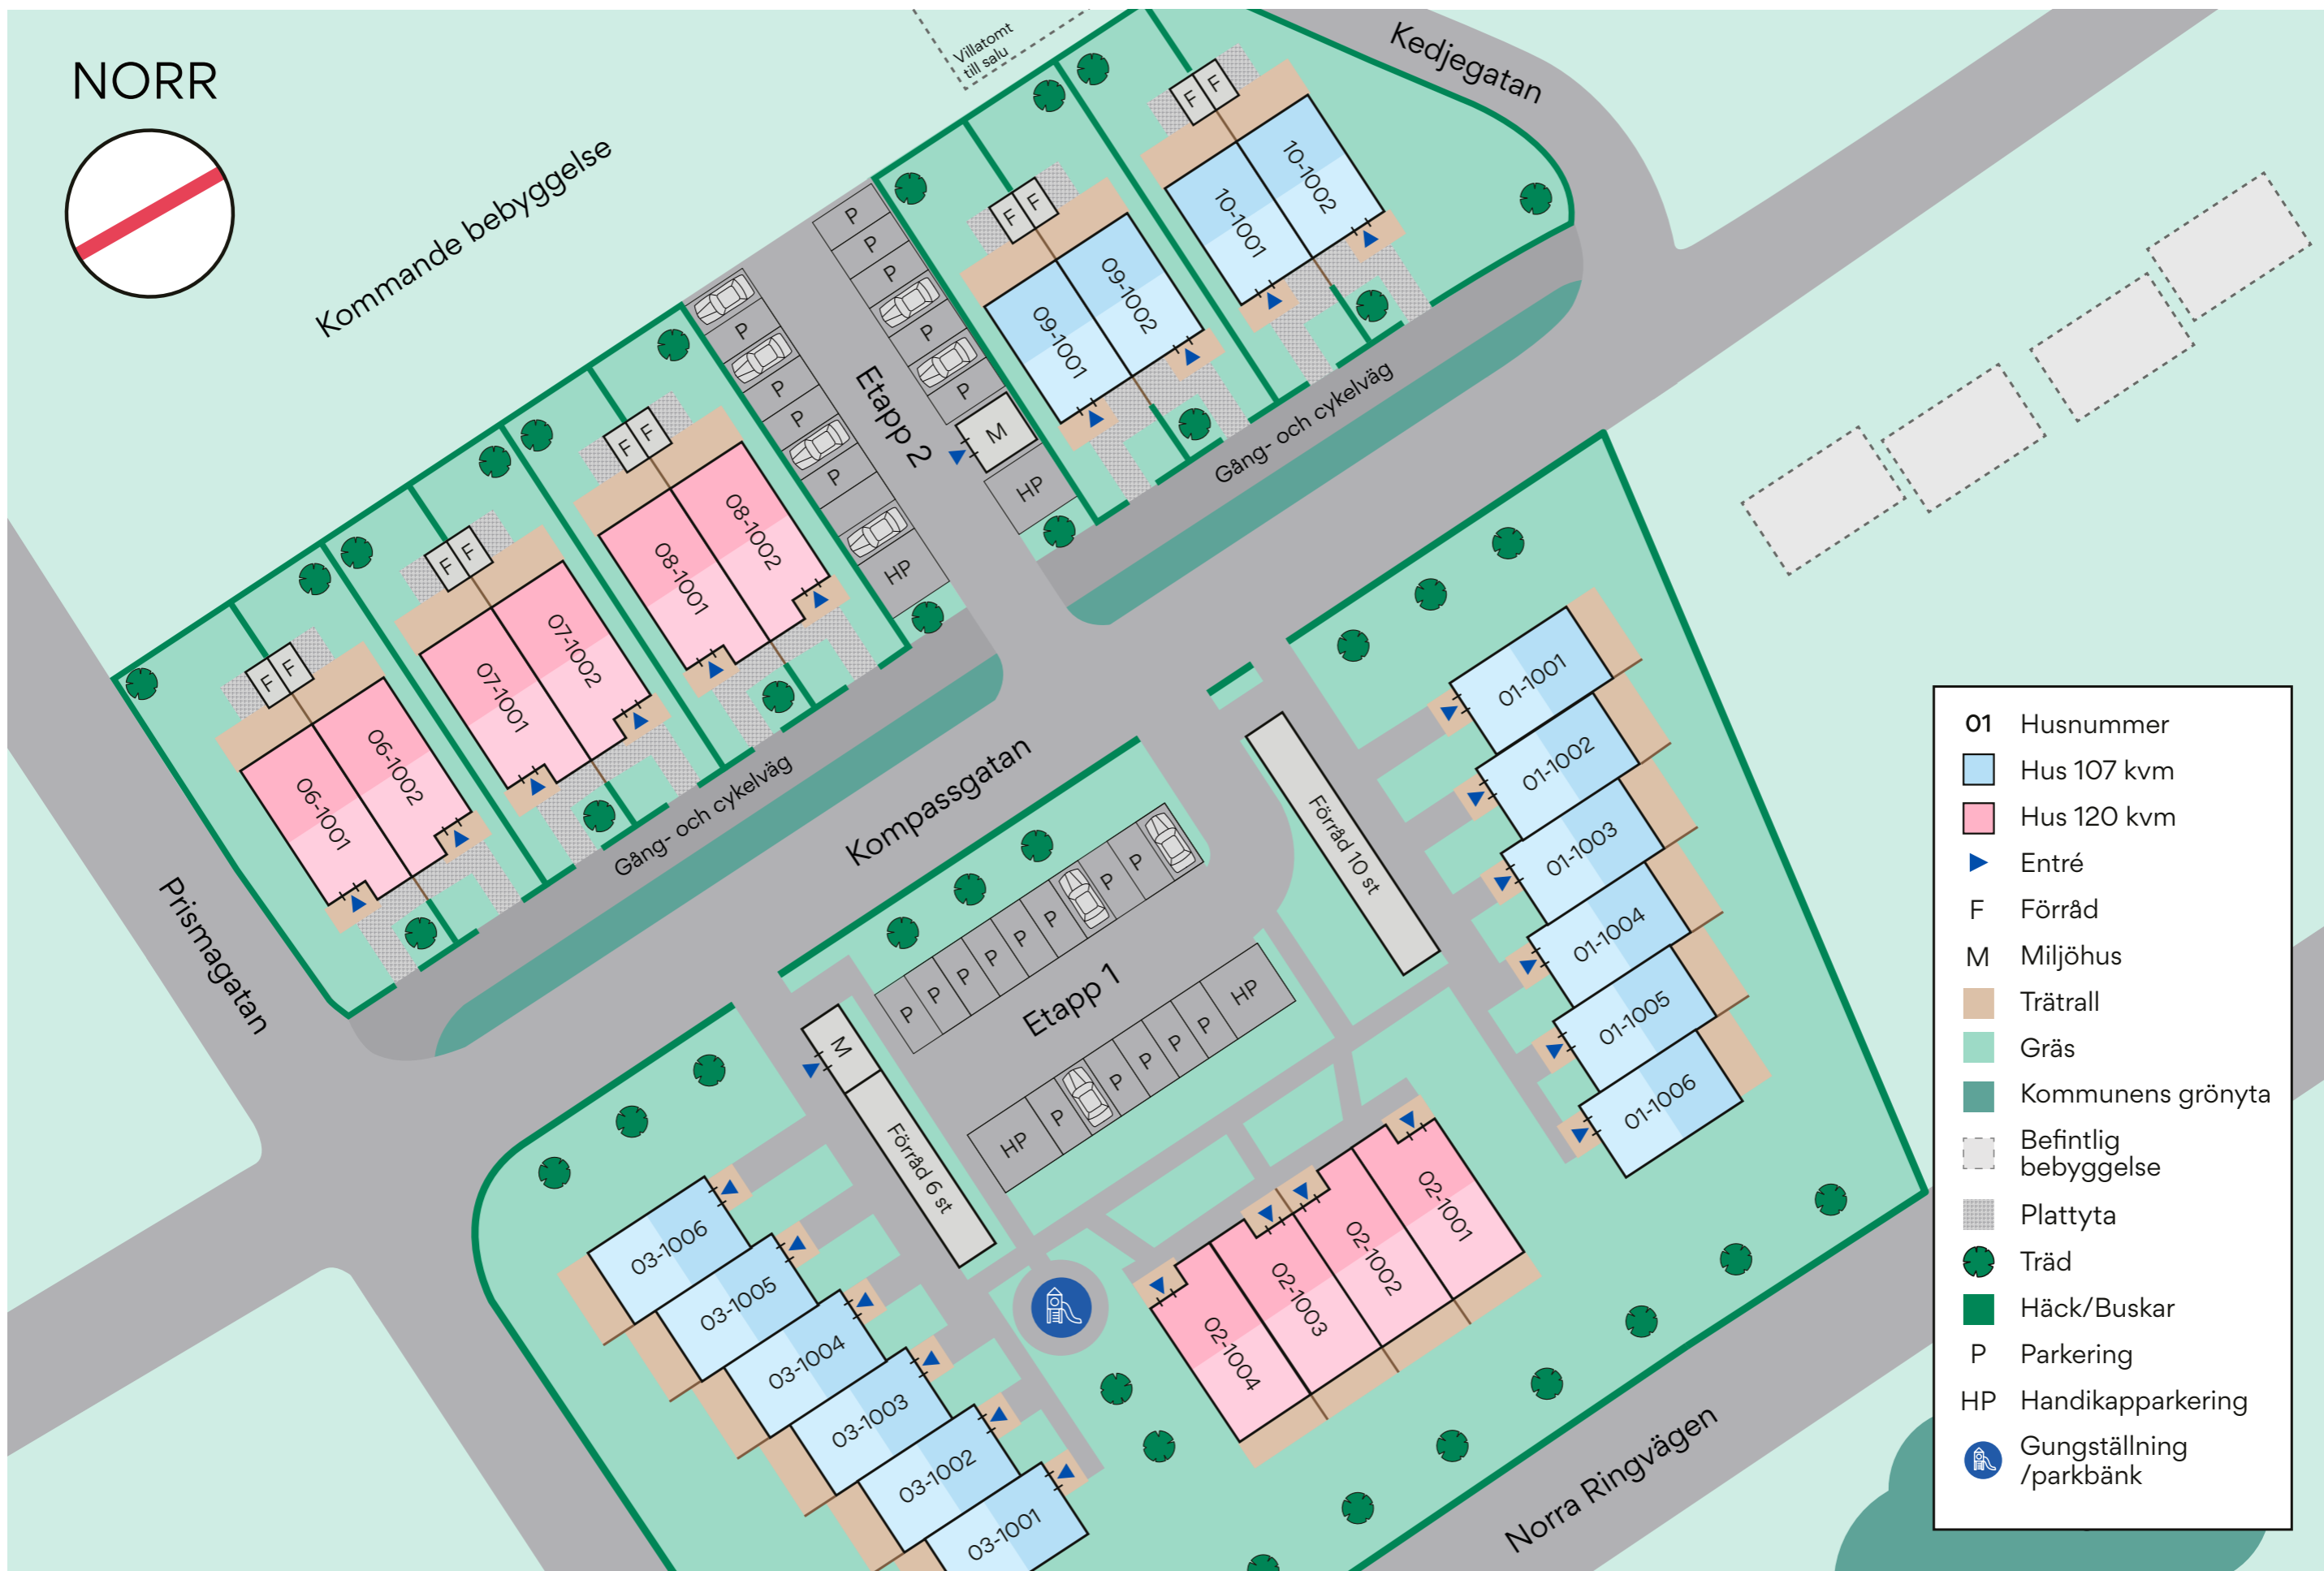 NORR
Villatomt
till salu
Kedjegatan
Kommande bebyggelse
F F
10-1001
10-1002
F F
09-1001
09-1002
P
P
P
P
P
M
HP
Etapp 2
P
P
P
P
HP
F F
08-1001
08-1002
F F
07-1001
07-1002
F F
06-1001
06-1002
Gång- och cykelväg
Gång- och cykelväg
Kompassgatan
Prismagatan
Förråd 10 st
01-1001
01-1002
01-1003
01-1004
01-1005
01-1006
P
P
P
P
P
P
P
P
Etapp 1
HP
P
P
P
P
P
HP
M
Förråd 6 st
03-1006
03-1005
03-1004
03-1003
03-1002
03-1001
02-1001
02-1002
02-1003
02-1004
Norra Ringvägen
01 Husnummer
Hus 107 kvm
Hus 120 kvm
Entré
F Förråd
M Miljöhus
Trätrall
Gräs
Kommunens grönyta
Befintlig
bebyggelse
Plattyta
Träd
Häck/Buskar
P Parkering
HP Handikapparkering
Gungställning
/parkbänk